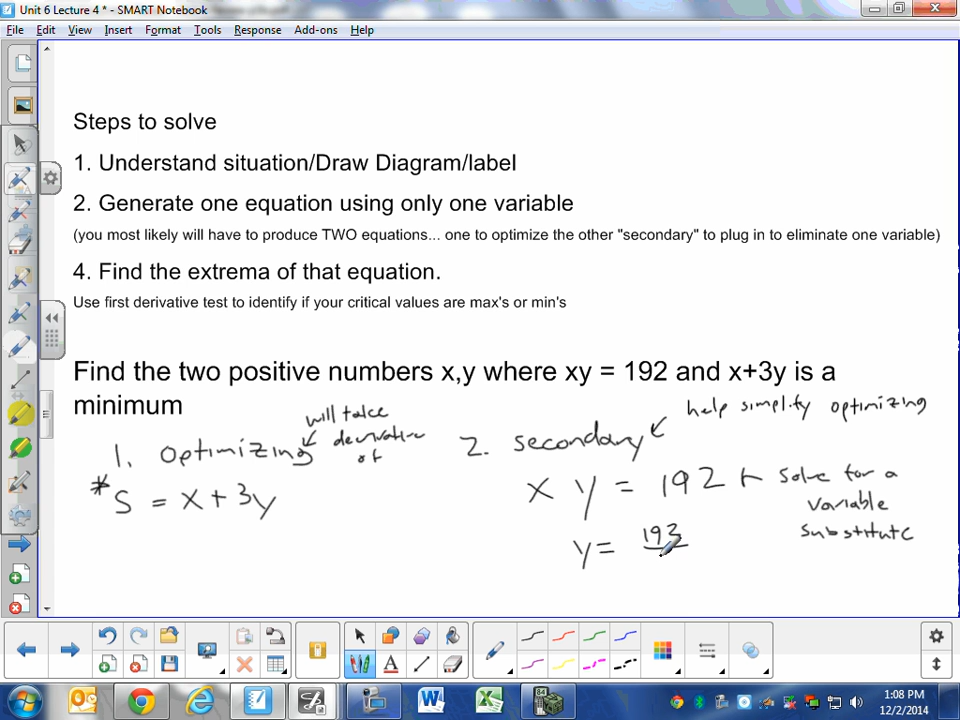 Unit 6 Lecture 4 * - SMART Notebook
File Edit View Insert Format Tools Response Add-ons Help
Steps to solve
1. Understand situation/Draw Diagram/label
2. Generate one equation using only one variable
(you most likely will have to produce TWO equations... one to optimize the other "secondary" to plug in to eliminate one variable)
4. Find the extrema of that equation.
Use first derivative test to identify if your critical values are max's or min's
Find the two positive numbers x,y where xy = 192 and x+3y is a
minimum
1. Optimizing
will take
derivative
of
2. secondary
help simplify optimizing
* S = x + 3y
x y = 192
Solve for a
variable
substitute
y = 193
1:08 PM
12/2/2014